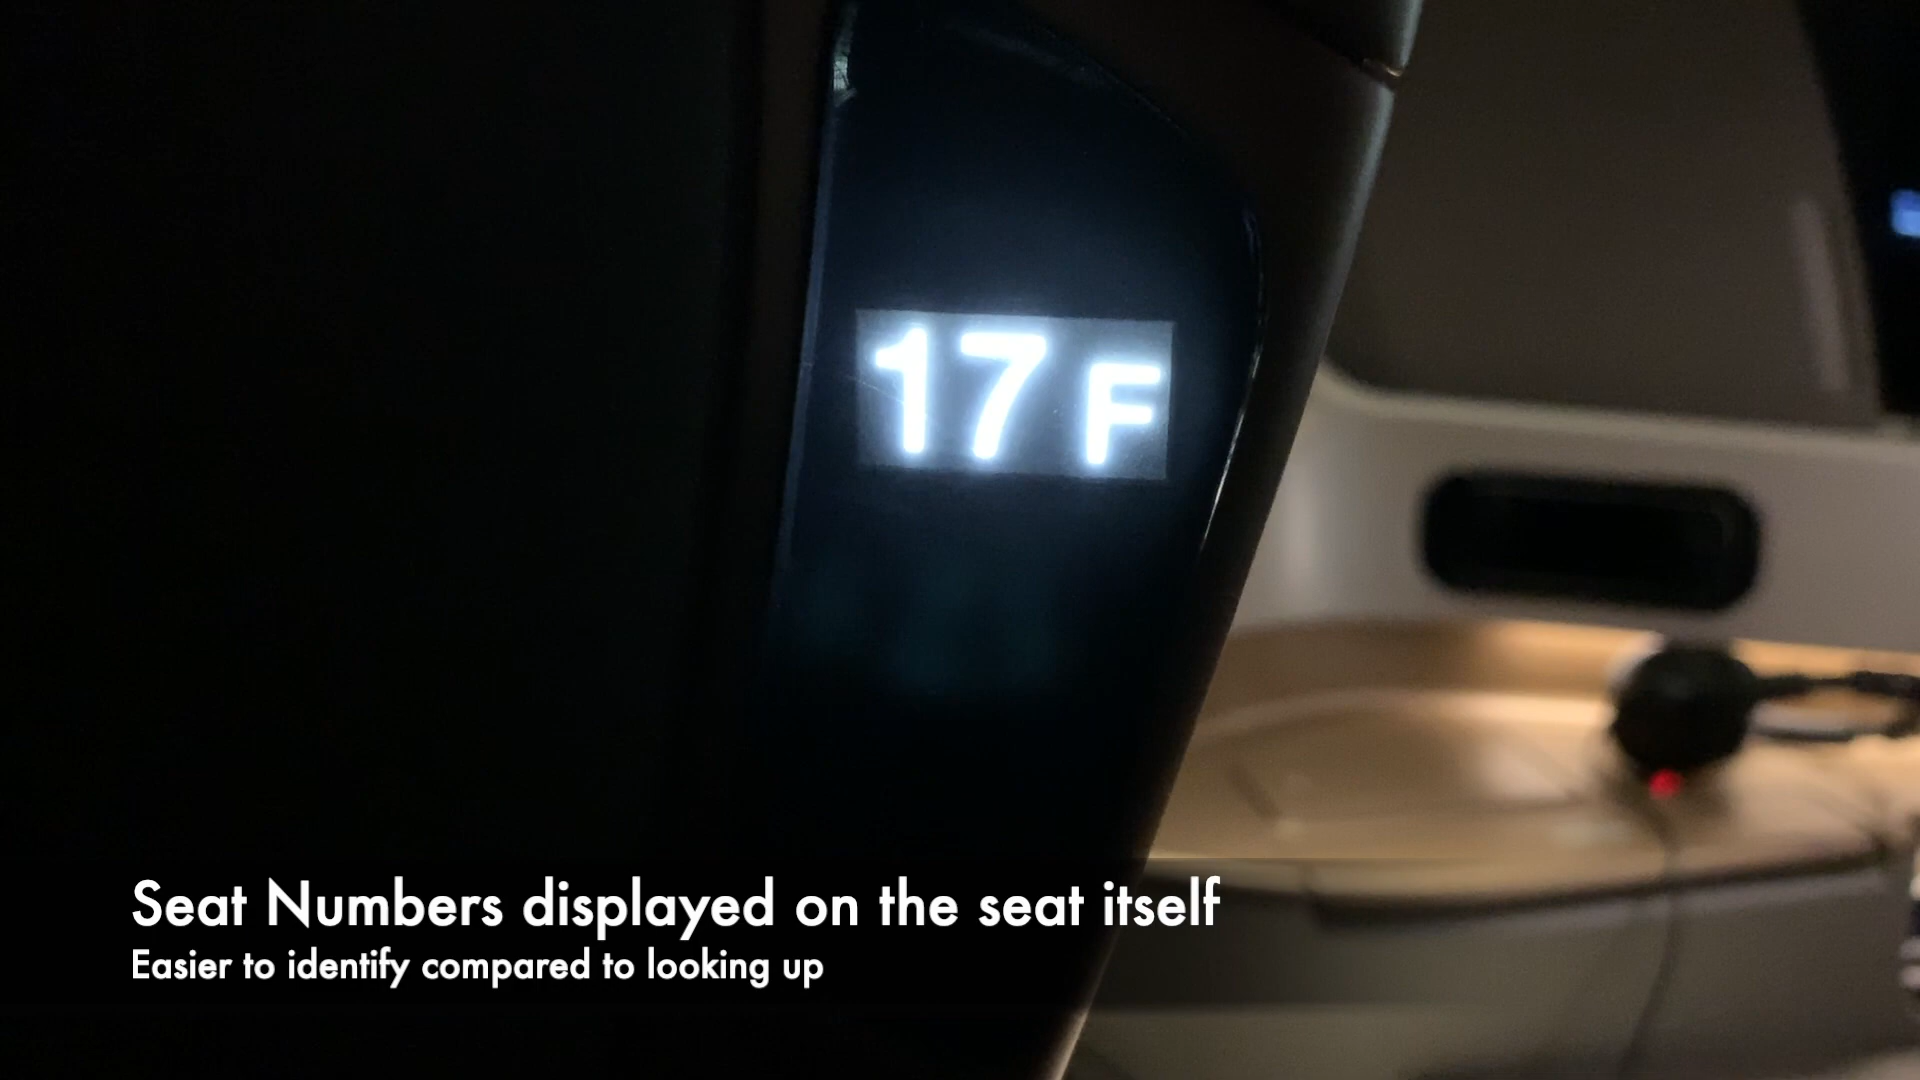 17 F
Seat Numbers displayed on the seat itself
Easier to identify compared to looking up